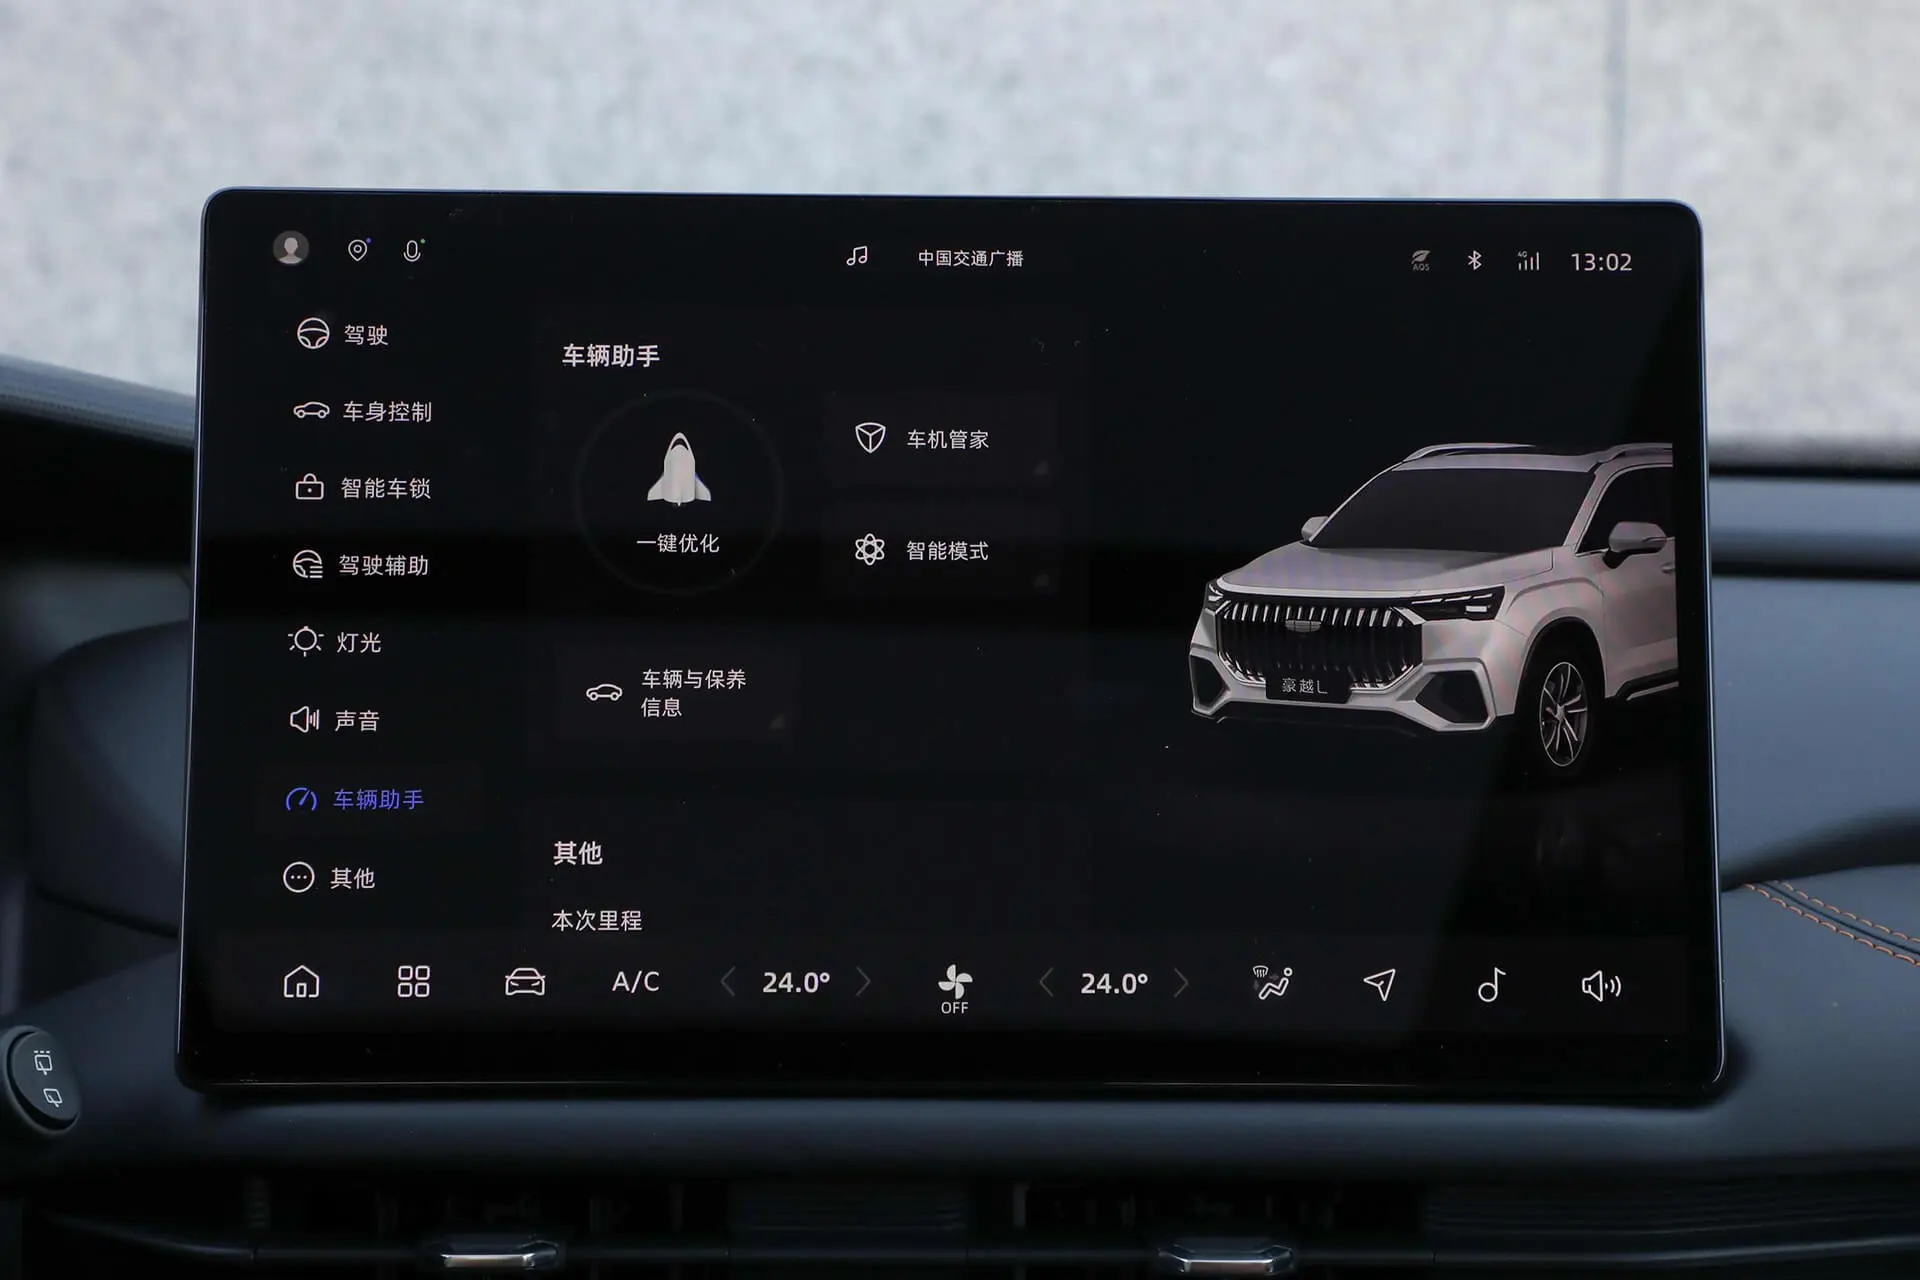 中国交通广播
AQS
4G
13:02
驾驶
车身控制
智能车锁
驾驶辅助
灯光
声音
车辆助手
其他
车辆助手
一键优化
车机管家
智能模式
车辆与保养
信息
其他
本次里程
豪越L
A/C
24.0°
OFF
24.0°